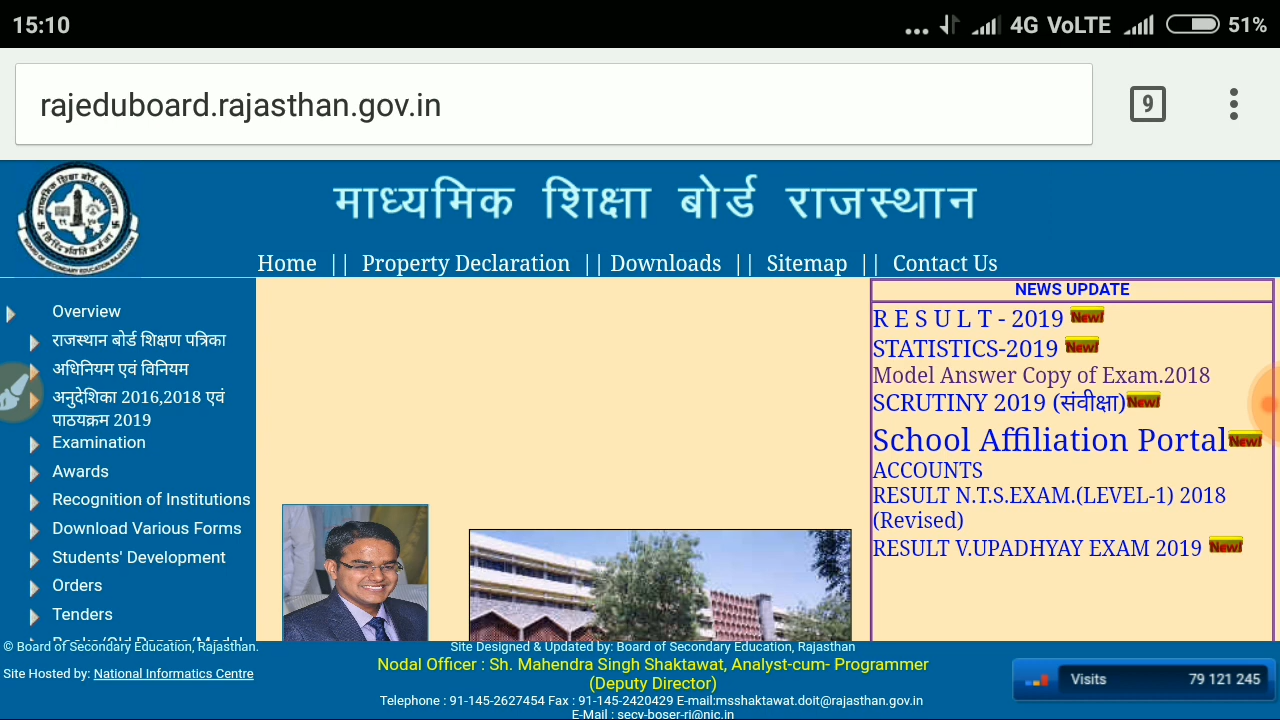 15:10
... 4G VoLTE 51%
rajeduboard.rajasthan.gov.in
9
माध्यमिक शिक्षा बोर्ड राजस्थान
Home || Property Declaration || Downloads || Sitemap || Contact Us
Overview
राजस्थान बोर्ड शिक्षण पत्रिका
अधिनियम एवं विनियम
अनुदेशिका 2016,2018 एवं
पाठयक्रम 2019
Examination
Awards
Recognition of Institutions
Download Various Forms
Students' Development
Orders
Tenders
NEWS UPDATE
R E S U L T - 2019 New!
STATISTICS-2019 New!
Model Answer Copy of Exam.2018
SCRUTINY 2019 (संवीक्षा) New!
School Affiliation Portal New!
ACCOUNTS
RESULT N.T.S.EXAM.(LEVEL-1) 2018
(Revised)
RESULT V.UPADHYAY EXAM 2019 New!
© Board of Secondary Education, Rajasthan.
Site Hosted by: National Informatics Centre
Site Designed & Updated by: Board of Secondary Education, Rajasthan
Nodal Officer : Sh. Mahendra Singh Shaktawat, Analyst-cum- Programmer
(Deputy Director)
Telephone : 91-145-2627454 Fax : 91-145-2420429 E-mail:msshaktawat.doit@rajasthan.gov.in
E-Mail : secy-boser-rj@nic.in
Visits 79 121 245